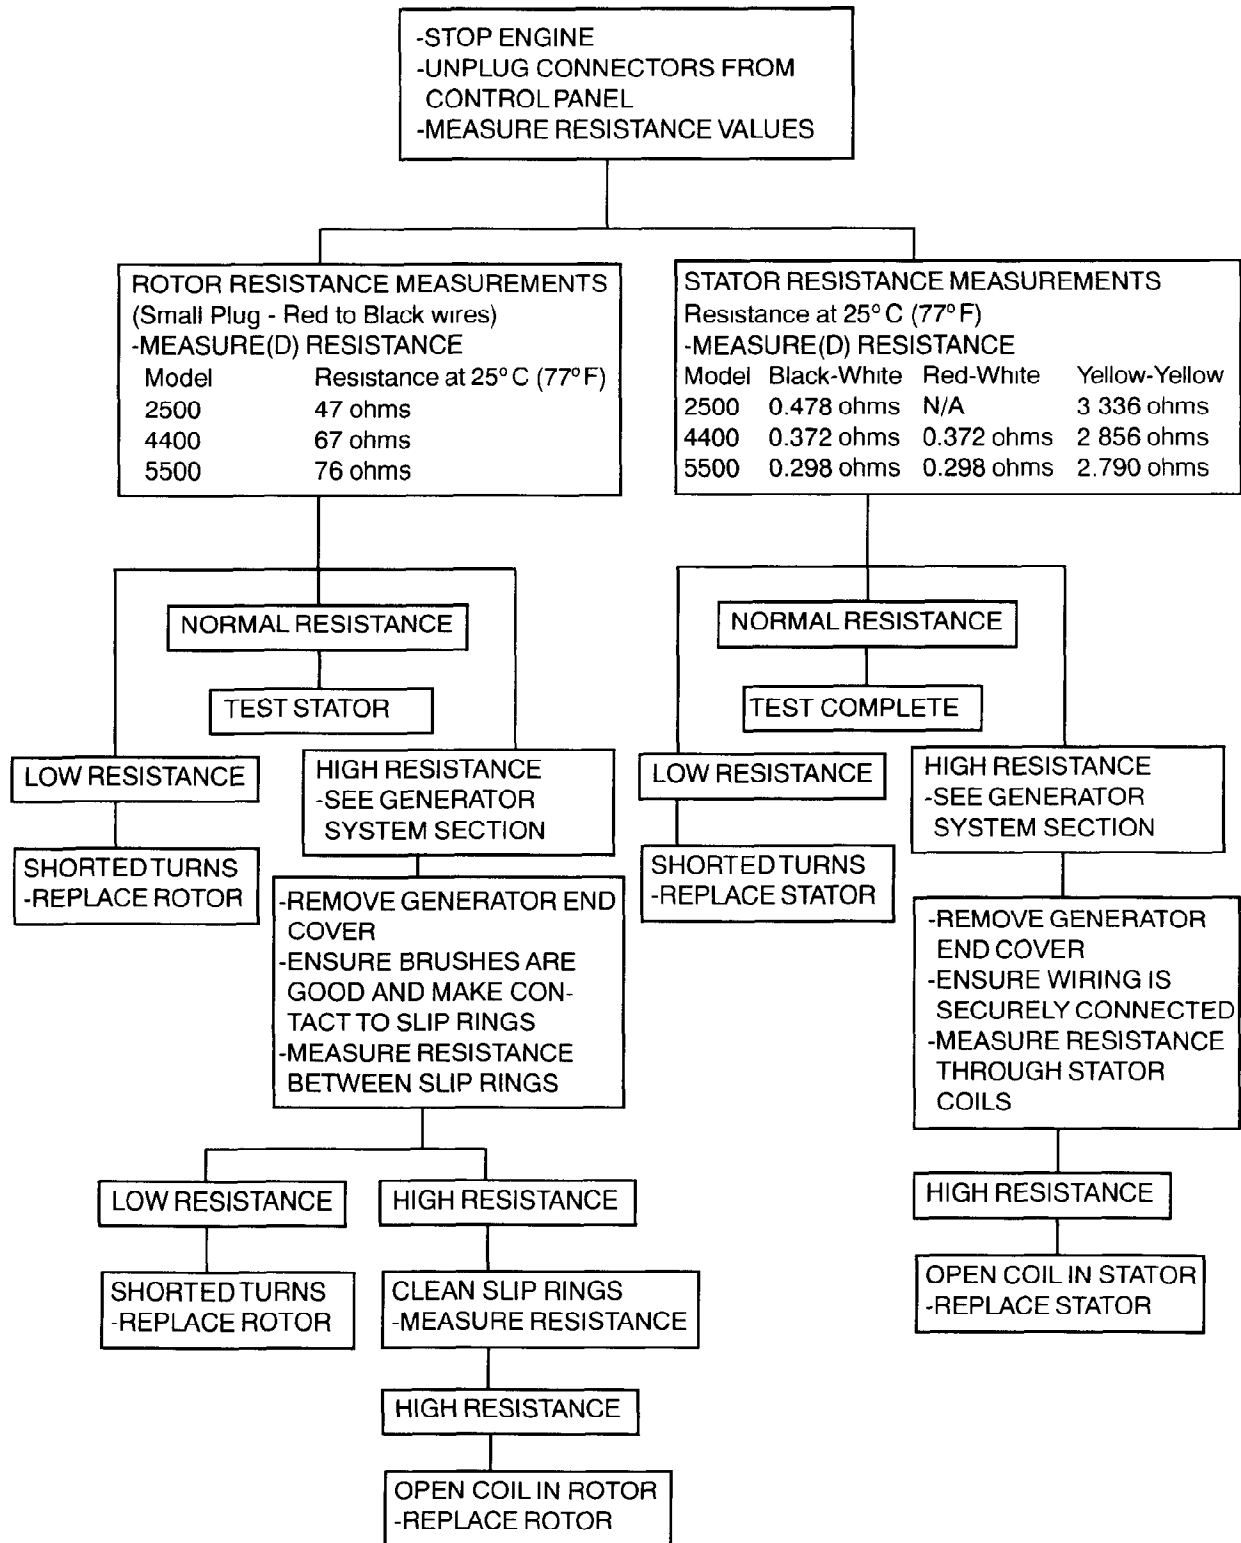 -STOP ENGINE
-UNPLUG CONNECTORS FROM
CONTROL PANEL
-MEASURE RESISTANCE VALUES
ROTOR RESISTANCE MEASUREMENTS
(Small Plug - Red to Black wires)
-MEASURE(D) RESISTANCE
Model Resistance at 25° C (77° F)
2500 47 ohms
4400 67 ohms
5500 76 ohms
STATOR RESISTANCE MEASUREMENTS
Resistance at 25° C (77° F)
-MEASURE(D) RESISTANCE
Model Black-White Red-White Yellow-Yellow
2500 0.478 ohms N/A 3 336 ohms
4400 0.372 ohms 0.372 ohms 2 856 ohms
5500 0.298 ohms 0.298 ohms 2.790 ohms
NORMAL RESISTANCE
TEST STATOR
LOW RESISTANCE
SHORTED TURNS
-REPLACE ROTOR
HIGH RESISTANCE
-SEE GENERATOR
SYSTEM SECTION
-REMOVE GENERATOR END
COVER
-ENSURE BRUSHES ARE
GOOD AND MAKE CON-
TACT TO SLIP RINGS
-MEASURE RESISTANCE
BETWEEN SLIP RINGS
LOW RESISTANCE
SHORTED TURNS
-REPLACE ROTOR
HIGH RESISTANCE
CLEAN SLIP RINGS
-MEASURE RESISTANCE
HIGH RESISTANCE
OPEN COIL IN ROTOR
-REPLACE ROTOR
NORMAL RESISTANCE
TEST COMPLETE
LOW RESISTANCE
SHORTED TURNS
-REPLACE STATOR
HIGH RESISTANCE
-SEE GENERATOR
SYSTEM SECTION
-REMOVE GENERATOR
END COVER
-ENSURE WIRING IS
SECURELY CONNECTED
-MEASURE RESISTANCE
THROUGH STATOR
COILS
HIGH RESISTANCE
OPEN COIL IN STATOR
-REPLACE STATOR